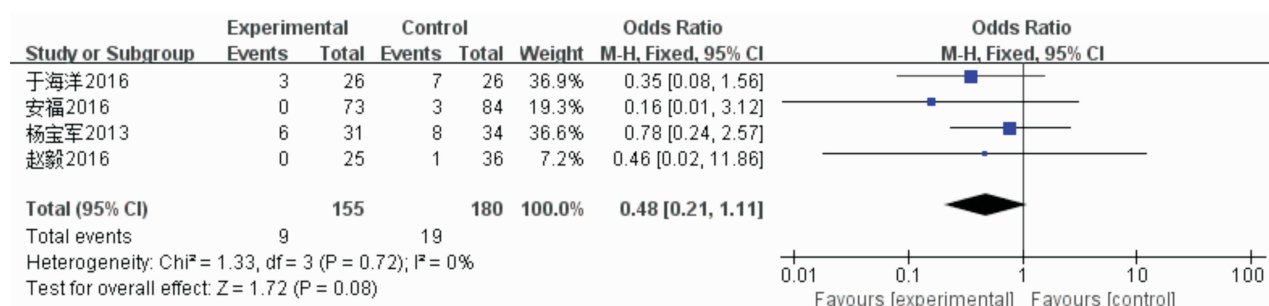 Experimental Control Odds Ratio Odds Ratio
Study or Subgroup Events Total Events Total Weight M-H, Fixed, 95% CI M-H, Fixed, 95% CI
于海洋2016 3 26 7 26 36.9% 0.35 [0.08, 1.56]
安福2016 0 73 3 84 19.3% 0.16 [0.01, 3.12]
杨宝军2013 6 31 8 34 36.6% 0.78 [0.24, 2.57]
赵毅2016 0 25 1 36 7.2% 0.46 [0.02, 11.86]
Total (95% CI) 155 180 100.0% 0.48 [0.21, 1.11]
Total events 9 19
Heterogeneity: Chi² = 1.33, df = 3 (P = 0.72); I² = 0%
Test for overall effect: Z = 1.72 (P = 0.08)
0.01 0.1 1 10 100
Favours [experimental] Favours [control]